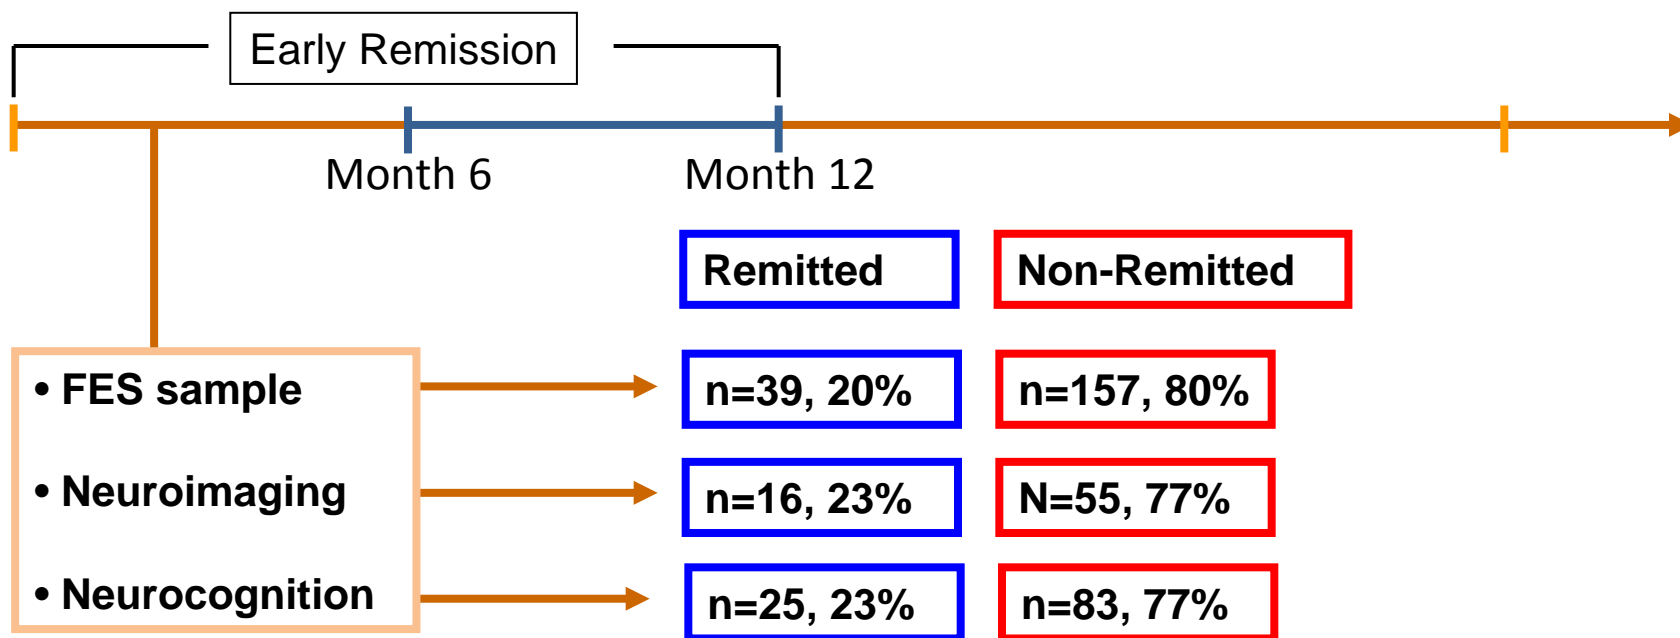 Early Remission
Month 6
Month 12
Remitted
Non-Remitted
• FES sample
n=39, 20%
n=157, 80%
• Neuroimaging
n=16, 23%
N=55, 77%
• Neurocognition
n=25, 23%
n=83, 77%